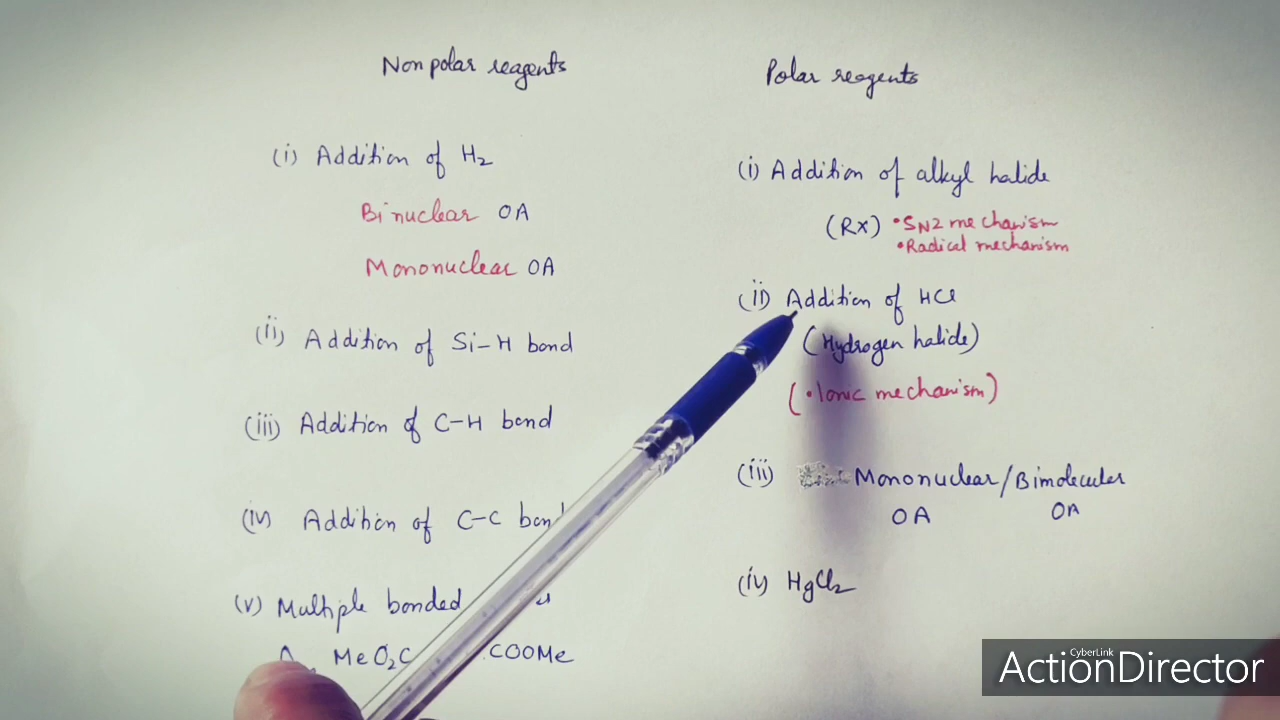 Non polar reagents
(i) Addition of H2
Binuclear OA
Mononuclear OA
(ii) Addition of Si-H bond
(iii) Addition of C-H bond
(iv) Addition of C-C bond
(v) Multiple bonded
MeO2C COOMe
Polar reagents
(i) Addition of alkyl halide
(RX) • SN2 mechanism
• Radical mechanism
(ii) Addition of HCl
(Hydrogen halide)
(• Ionic mechanism)
(iii) Mononuclear/Bimolecular
OA OA
(iv) HgCl2
CyberLink
ActionDirector